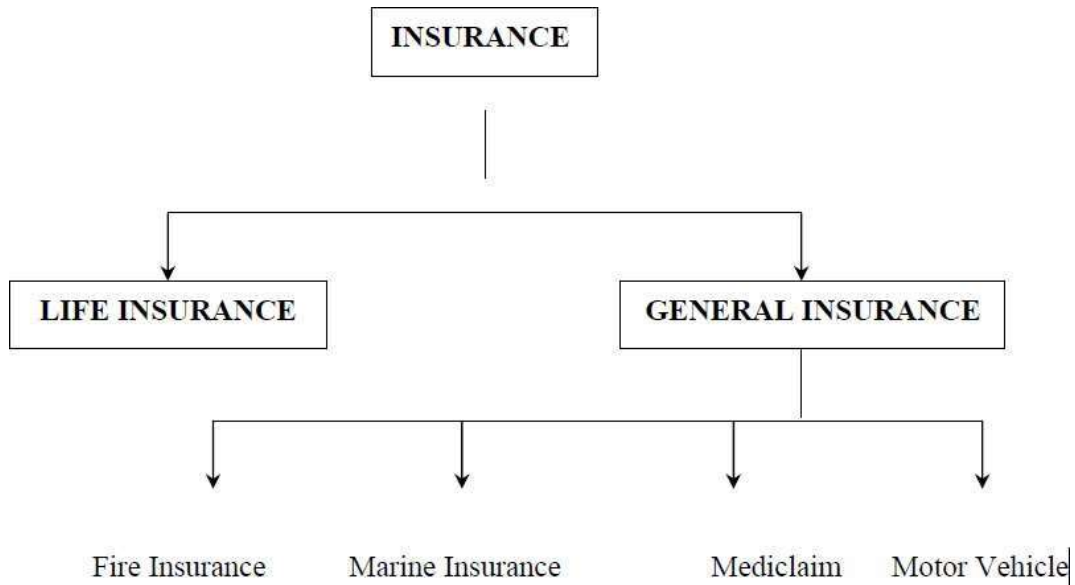 INSURANCE
LIFE INSURANCE
GENERAL INSURANCE
Fire Insurance
Marine Insurance
Mediclaim
Motor Vehicle